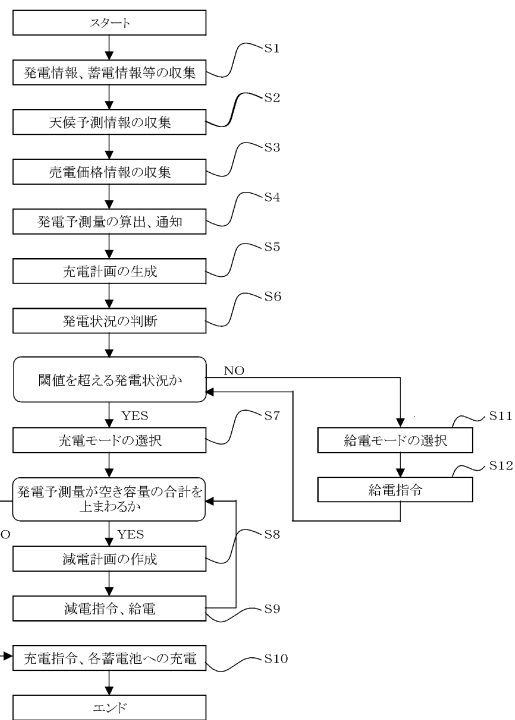 スタート
発電情報、蓄電情報等の収集
S1
天候予測情報の収集
S2
売電価格情報の収集
S3
発電予測量の算出、通知
S4
充電計画の生成
S5
発電状況の判断
S6
閾値を超える発電状況か
NO
YES
充電モードの選択
S7
給電モードの選択
S11
給電指令
S12
発電予測量が空き容量の合計を
上まわるか
O
YES
減電計画の作成
S8
減電指令、給電
S9
充電指令、各蓄電池への充電
S10
エンド